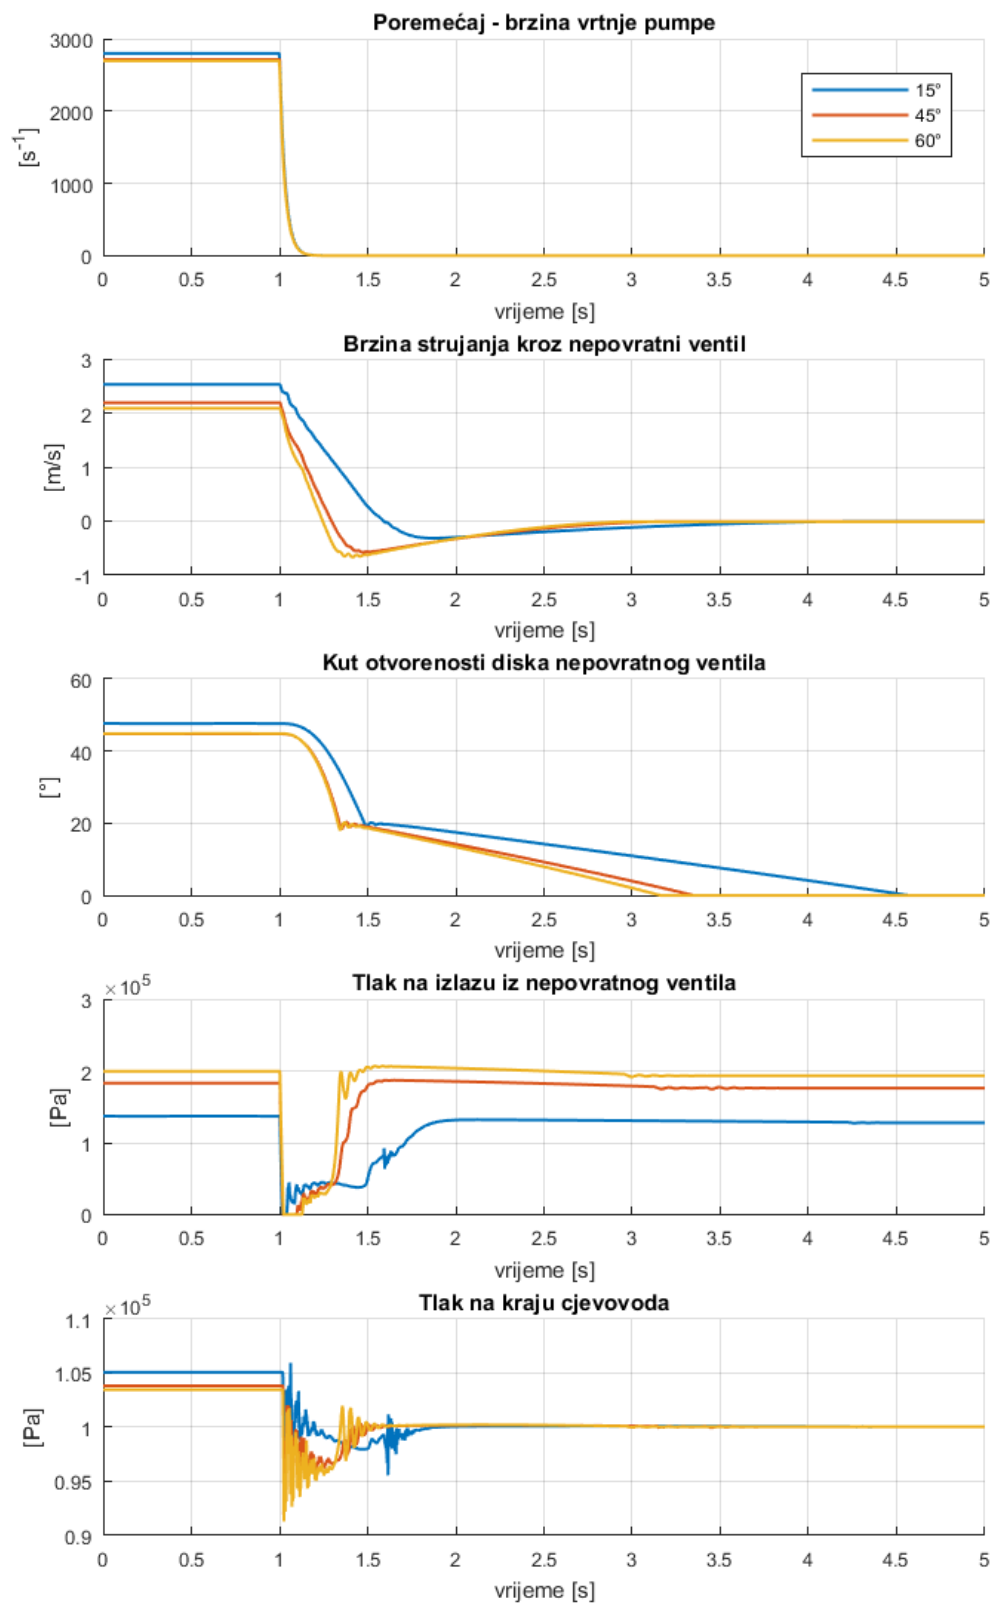 Poremećaj - brzina vrtnje pumpe
3000
2000
1000
0
[s⁻¹]
15°
45°
60°
0 0.5 1 1.5 2 2.5 3 3.5 4 4.5 5
vrijeme [s]
Brzina strujanja kroz nepovratni ventil
3
2
1
0
-1
[m/s]
0 0.5 1 1.5 2 2.5 3 3.5 4 4.5 5
vrijeme [s]
Kut otvorenosti diska nepovratnog ventila
60
40
20
0
[°]
0 0.5 1 1.5 2 2.5 3 3.5 4 4.5 5
vrijeme [s]
×10⁵
Tlak na izlazu iz nepovratnog ventila
3
2
1
0
[Pa]
0 0.5 1 1.5 2 2.5 3 3.5 4 4.5 5
vrijeme [s]
×10⁵
Tlak na kraju cjevovoda
1.1
1.05
1
0.95
0.9
[Pa]
0 0.5 1 1.5 2 2.5 3 3.5 4 4.5 5
vrijeme [s]